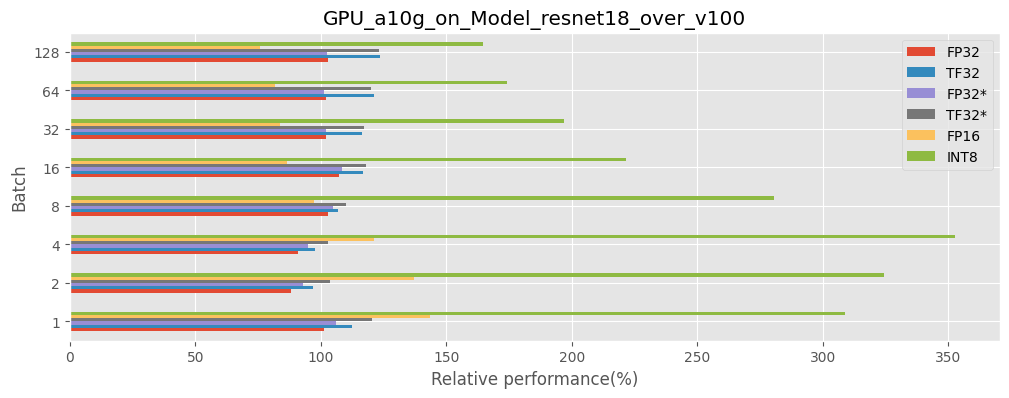 GPU_a10g_on_Model_resnet18_over_v100
128
64
32
16
8
4
2
1
Batch
0 50 100 150 200 250 300 350
Relative performance(%)
FP32
TF32
FP32*
TF32*
FP16
INT8